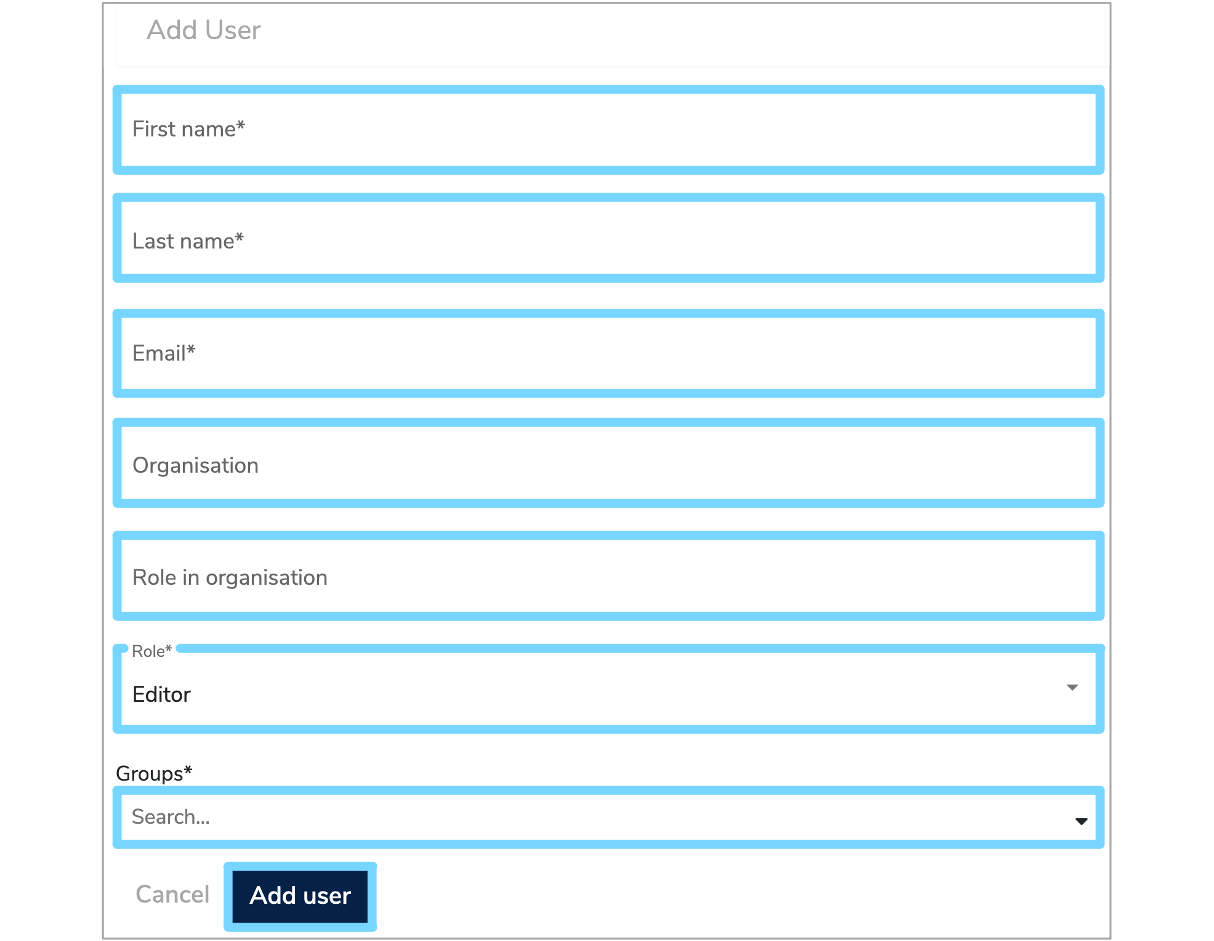 Add User
First name*
Last name*
Email*
Organisation
Role in organisation
Role*
Editor
Groups*
Search...
Cancel Add user